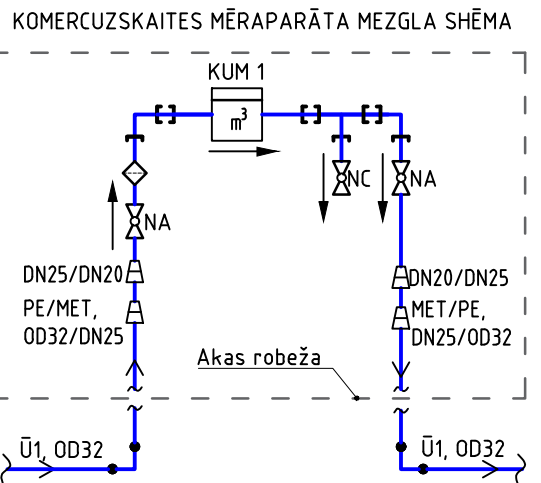 KOMERCUZSKAITES MĒRAPARĀTA MEZGLA SHĒMA
KUM 1
m³
NC
NA
NA
DN25/DN20
DN20/DN25
PE/MET,
OD32/DN25
MET/PE,
DN25/OD32
Akas robeža
Ū1, OD32
Ū1, OD32